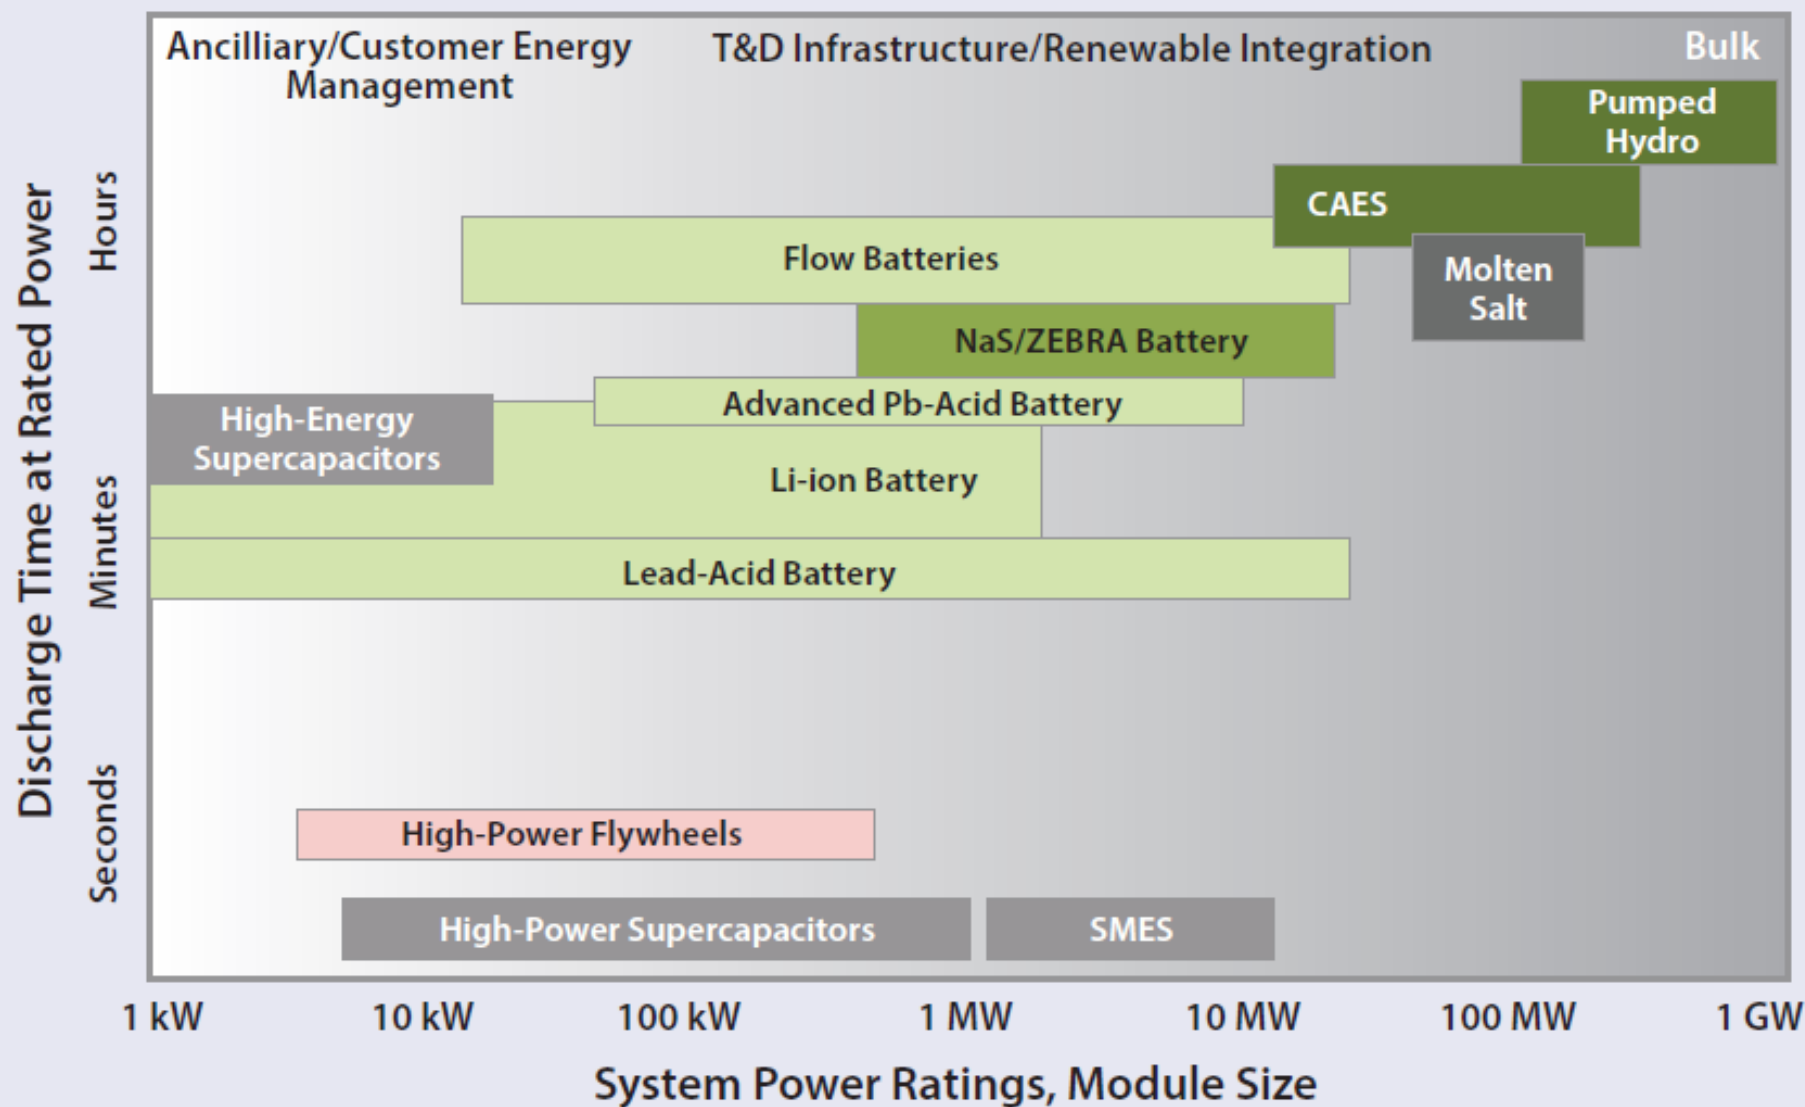 Ancilliary/Customer Energy
Management
T&D Infrastructure/Renewable Integration
Bulk
Pumped
Hydro
CAES
Flow Batteries
Molten
Salt
NaS/ZEBRA Battery
Advanced Pb-Acid Battery
High-Energy
Supercapacitors
Li-ion Battery
Lead-Acid Battery
High-Power Flywheels
High-Power Supercapacitors
SMES
Discharge Time at Rated Power
Hours
Minutes
Seconds
1 kW 10 kW 100 kW 1 MW 10 MW 100 MW 1 GW
System Power Ratings, Module Size